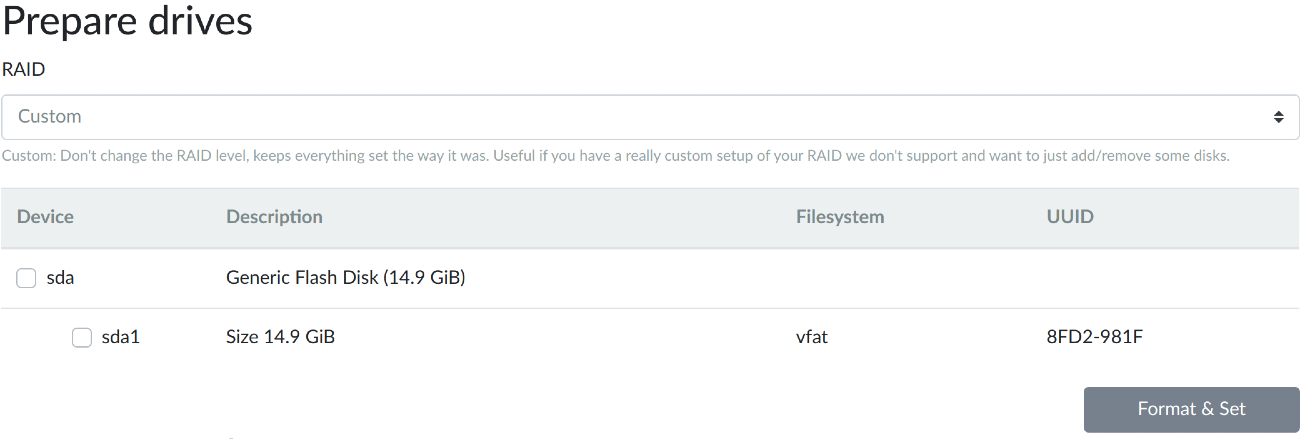 Prepare drives
RAID
Custom
Custom: Don't change the RAID level, keeps everything set the way it was. Useful if you have a really custom setup of your RAID we don't support and want to just add/remove some disks.
Device Description Filesystem UUID
sda Generic Flash Disk (14.9 GiB)
sda1 Size 14.9 GiB vfat 8FD2-981F
Format & Set